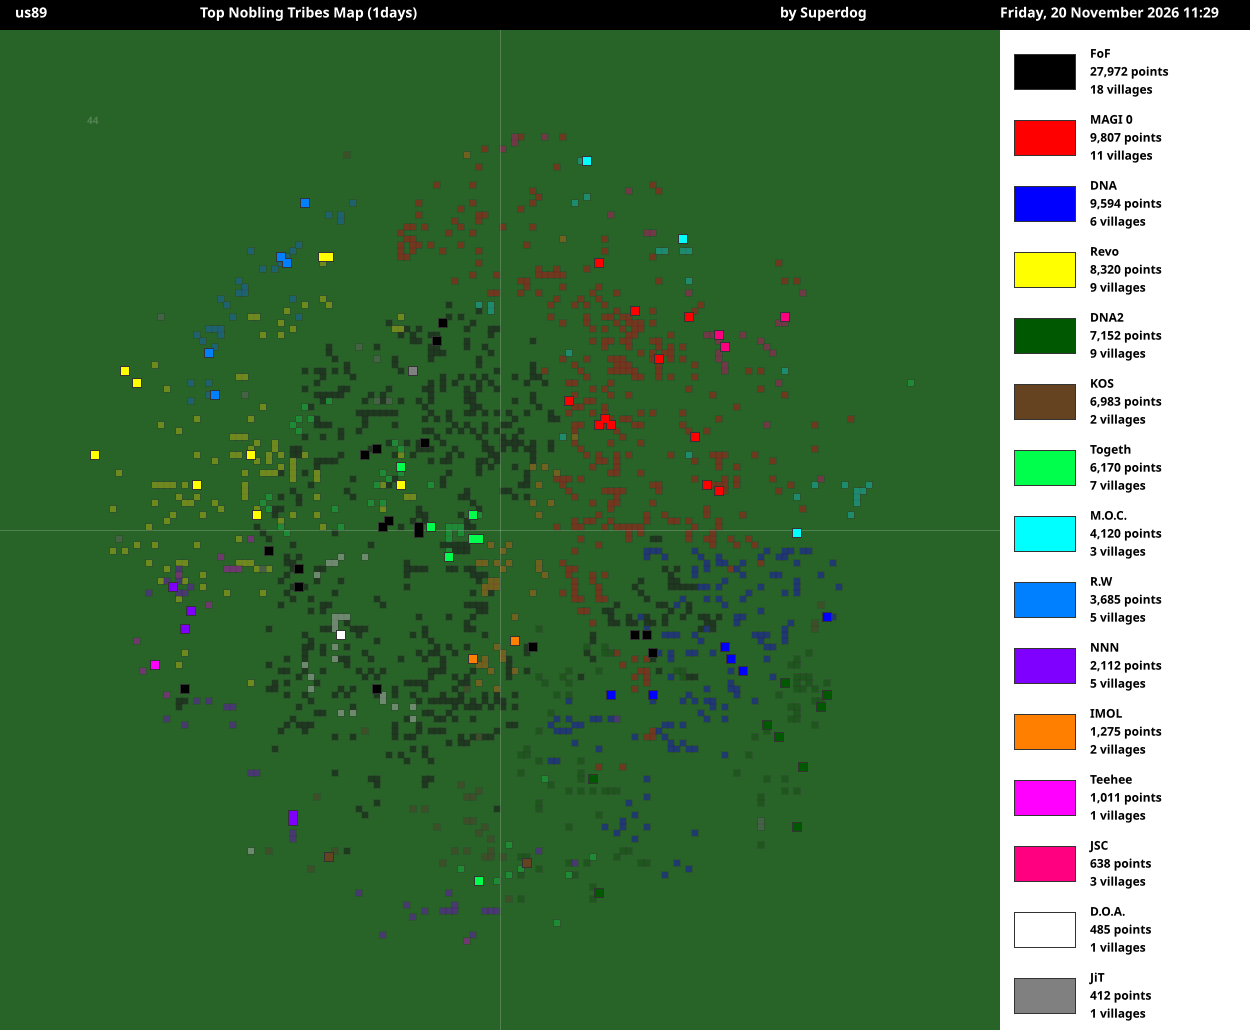 us89
Top Nobling Tribes Map (1days)
by Superdog
Friday, 20 November 2026 11:29
44
FoF
27,972 points
18 villages
MAGI 0
9,807 points
11 villages
DNA
9,594 points
6 villages
Revo
8,320 points
9 villages
DNA2
7,152 points
9 villages
KOS
6,983 points
2 villages
Togeth
6,170 points
7 villages
M.O.C.
4,120 points
3 villages
R.W
3,685 points
5 villages
NNN
2,112 points
5 villages
IMOL
1,275 points
2 villages
Teehee
1,011 points
1 villages
JSC
638 points
3 villages
D.O.A.
485 points
1 villages
JiT
412 points
1 villages